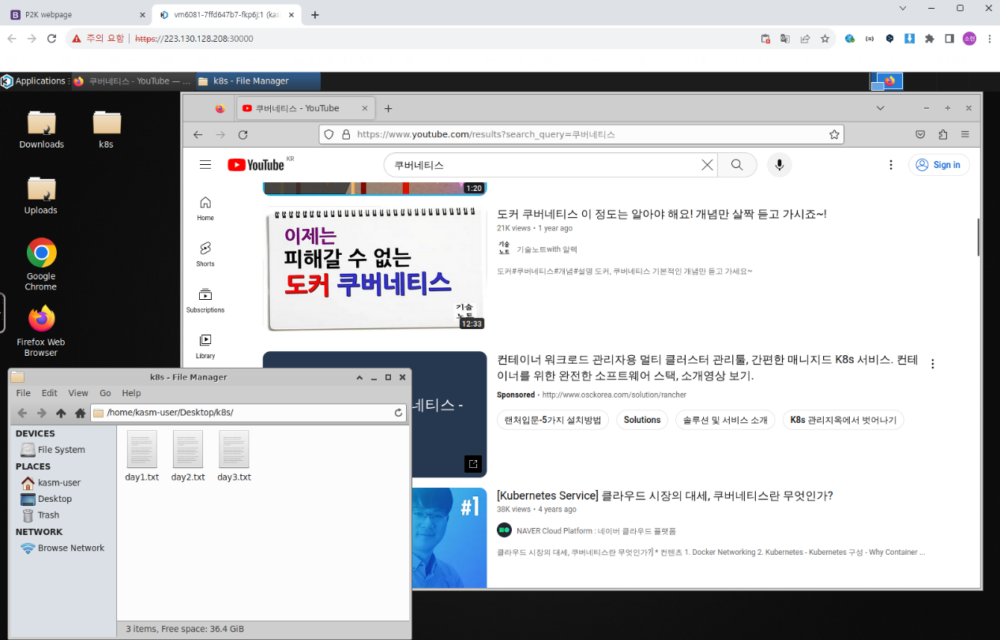 P2K webpage
vm6081-7ffd647b7-fkp6j:1 (kasm
주의 요함 | https://223.130.128.208:30000
소현
Applications
쿠버네티스 - YouTube — ...
k8s - File Manager
Downloads
k8s
Uploads
Google
Chrome
Firefox Web
Browser
쿠버네티스 - YouTube
https://www.youtube.com/results?search_query=쿠버네티스
YouTube KR
쿠버네티스
Sign in
Home
Shorts
Subscriptions
Library
1:20
이제는
피해갈 수 없는
도커 쿠버네티스
기술
노트
12:33
도커 쿠버네티스 이 정도는 알아야 해요! 개념만 살짝 듣고 가시죠~!
21K views • 1 year ago
기술
노트
기술노트with 알렉
도커#쿠버네티스#개념#설명 도커, 쿠버네티스 기본적인 개념만 듣고 가세요~
네티스 -
컨테이너 워크로드 관리자용 멀티 클러스터 관리툴, 간편한 매니지드 K8s 서비스. 컨테
이너를 위한 완전한 소프트웨어 스택, 소개영상 보기.
Sponsored · http://www.osckorea.com/solution/rancher
랜처입문-5가지 설치방법
Solutions
솔루션 및 서비스 소개
K8s 관리지옥에서 벗어나기
#1
[Kubernetes Service] 클라우드 시장의 대세, 쿠버네티스란 무엇인가?
38K views • 4 years ago
NAVER Cloud Platform : 네이버 클라우드 플랫폼
클라우드 시장의 대세, 쿠버네티스란 무엇인가?] * 컨텐츠 1. Docker Networking 2. Kubernetes - Kubernetes 구성 - Why Container ...
k8s - File Manager
File Edit View Go Help
/home/kasm-user/Desktop/k8s/
DEVICES
File System
PLACES
kasm-user
Desktop
Trash
NETWORK
Browse Network
day1.txt
day2.txt
day3.txt
3 items, Free space: 36.4 GiB